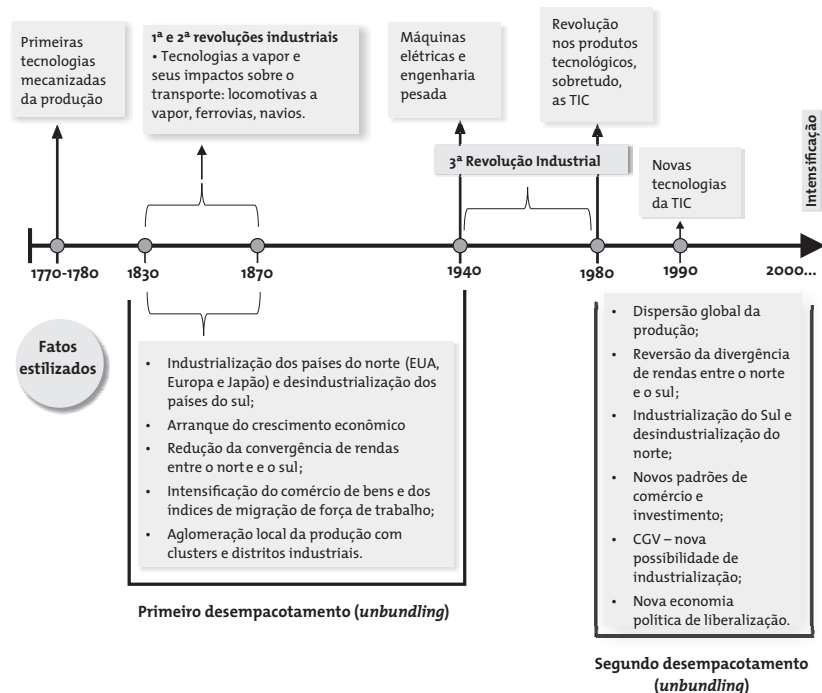 Primeiras
tecnologias
mecanizadas
da produção
1ª e 2ª revoluções industriais
• Tecnologias a vapor e
seus impactos sobre o
transporte: locomotivas a
vapor, ferrovias, navios.
Máquinas
elétricas e
engenharia
pesada
Revolução
nos produtos
tecnológicos,
sobretudo,
as TIC
3ª Revolução Industrial
Novas
tecnologias
da TIC
Intensificação
1770-1780
1830
1870
1940
1980
1990
2000...
Fatos
estilizados
• Industrialização dos países do norte (EUA,
Europa e Japão) e desindustrialização dos
países do sul;
• Arranque do crescimento econômico
• Redução da convergência de rendas
entre o norte e o sul;
• Intensificação do comércio de bens e dos
índices de migração de força de trabalho;
• Aglomeração local da produção com
clusters e distritos industriais.
Primeiro desempacotamento (unbundling)
• Dispersão global da
produção;
• Reversão da divergência
de rendas entre o norte
e o sul;
• Industrialização do Sul e
desindustrialização do
norte;
• Novos padrões de
comércio e
investimento;
• CGV – nova
possibilidade de
industrialização;
• Nova economia
política de liberalização.
Segundo desempacotamento
(unbundling)